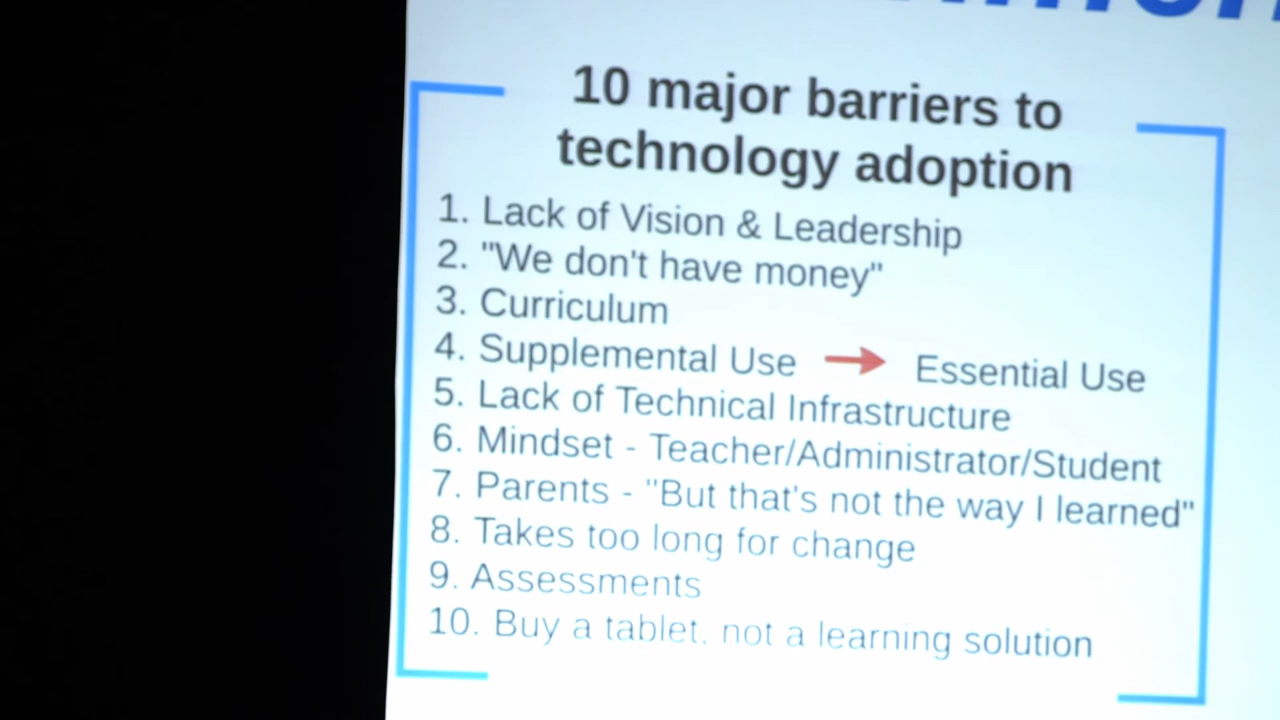 10 major barriers to
technology adoption
1. Lack of Vision & Leadership
2. "We don't have money"
3. Curriculum
4. Supplemental Use → Essential Use
5. Lack of Technical Infrastructure
6. Mindset - Teacher/Administrator/Student
7. Parents - "But that's not the way I learned"
8. Takes too long for change
9. Assessments
10. Buy a tablet. not a learning solution